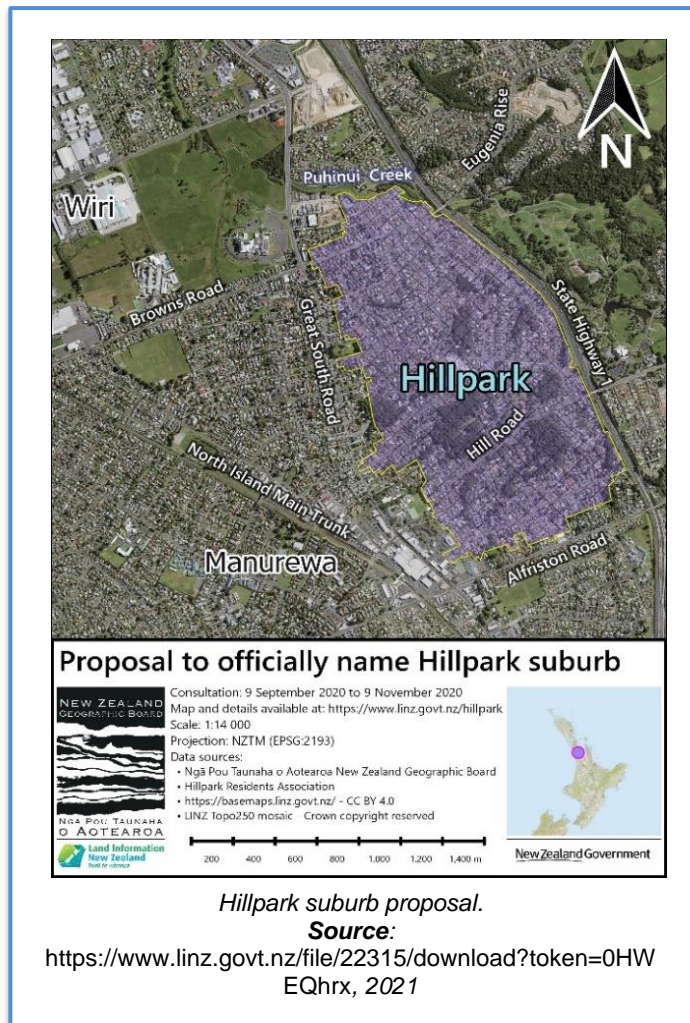 N
Eugenia Rise
Puhinui Creek
Wiri
Browns Road
Great South Road
State Highway 1
Hillpark
Hill Road
North Island Main Trunk
Manurewa
Alfriston Road
Proposal to officially name Hillpark suburb
NEW ZEALAND
GEOGRAPHIC BOARD
NGĀ POU TAUNAHA
O AOTEAROA
Land Information
New Zealand
Toitū te whenua
Consultation: 9 September 2020 to 9 November 2020
Map and details available at: https://www.linz.govt.nz/hillpark
Scale: 1:14 000
Projection: NZTM (EPSG:2193)
Data sources:
• Ngā Pou Taunaha o Aotearoa New Zealand Geographic Board
• Hillpark Residents Association
• https://basemaps.linz.govt.nz/ - CC BY 4.0
• LINZ Topo250 mosaic Crown copyright reserved
200 400 600 800 1,000 1,200 1,400 m
New Zealand Government
Hillpark suburb proposal.
Source:
https://www.linz.govt.nz/file/22315/download?token=0HW
EQhrx, 2021